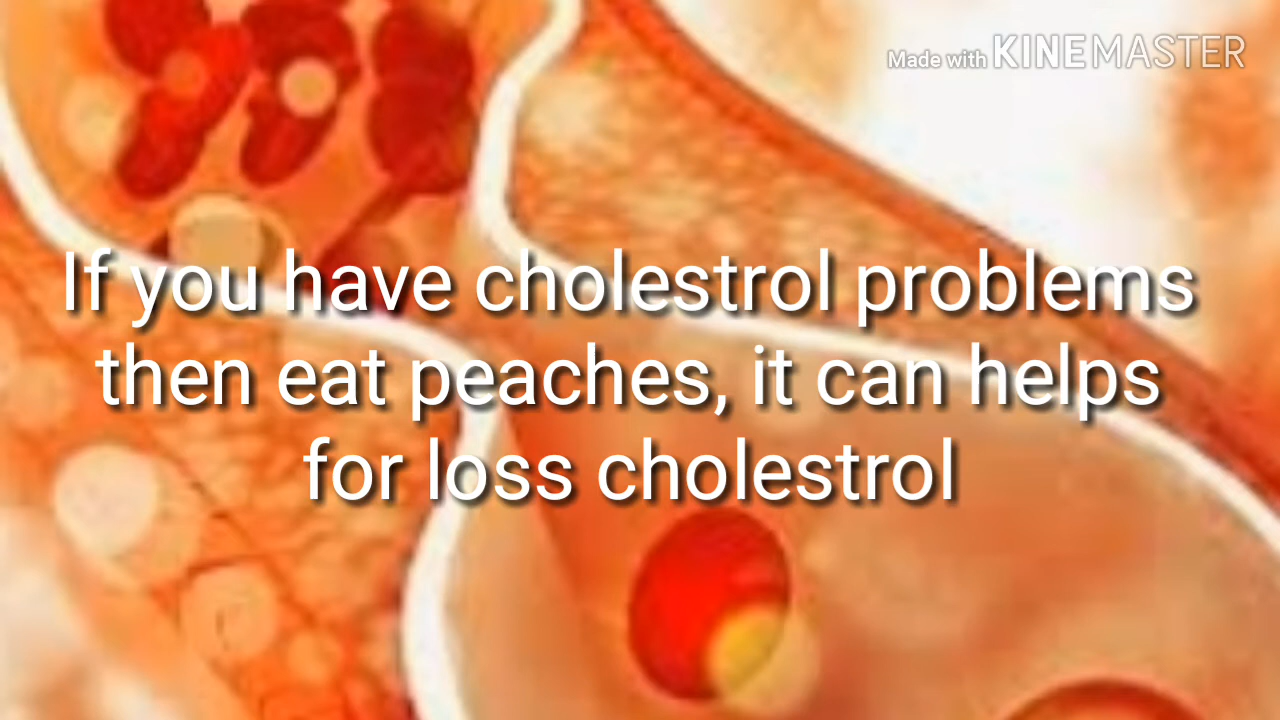 Made with KINEMASTER
If you have cholestrol problems
then eat peaches, it can helps
for loss cholestrol